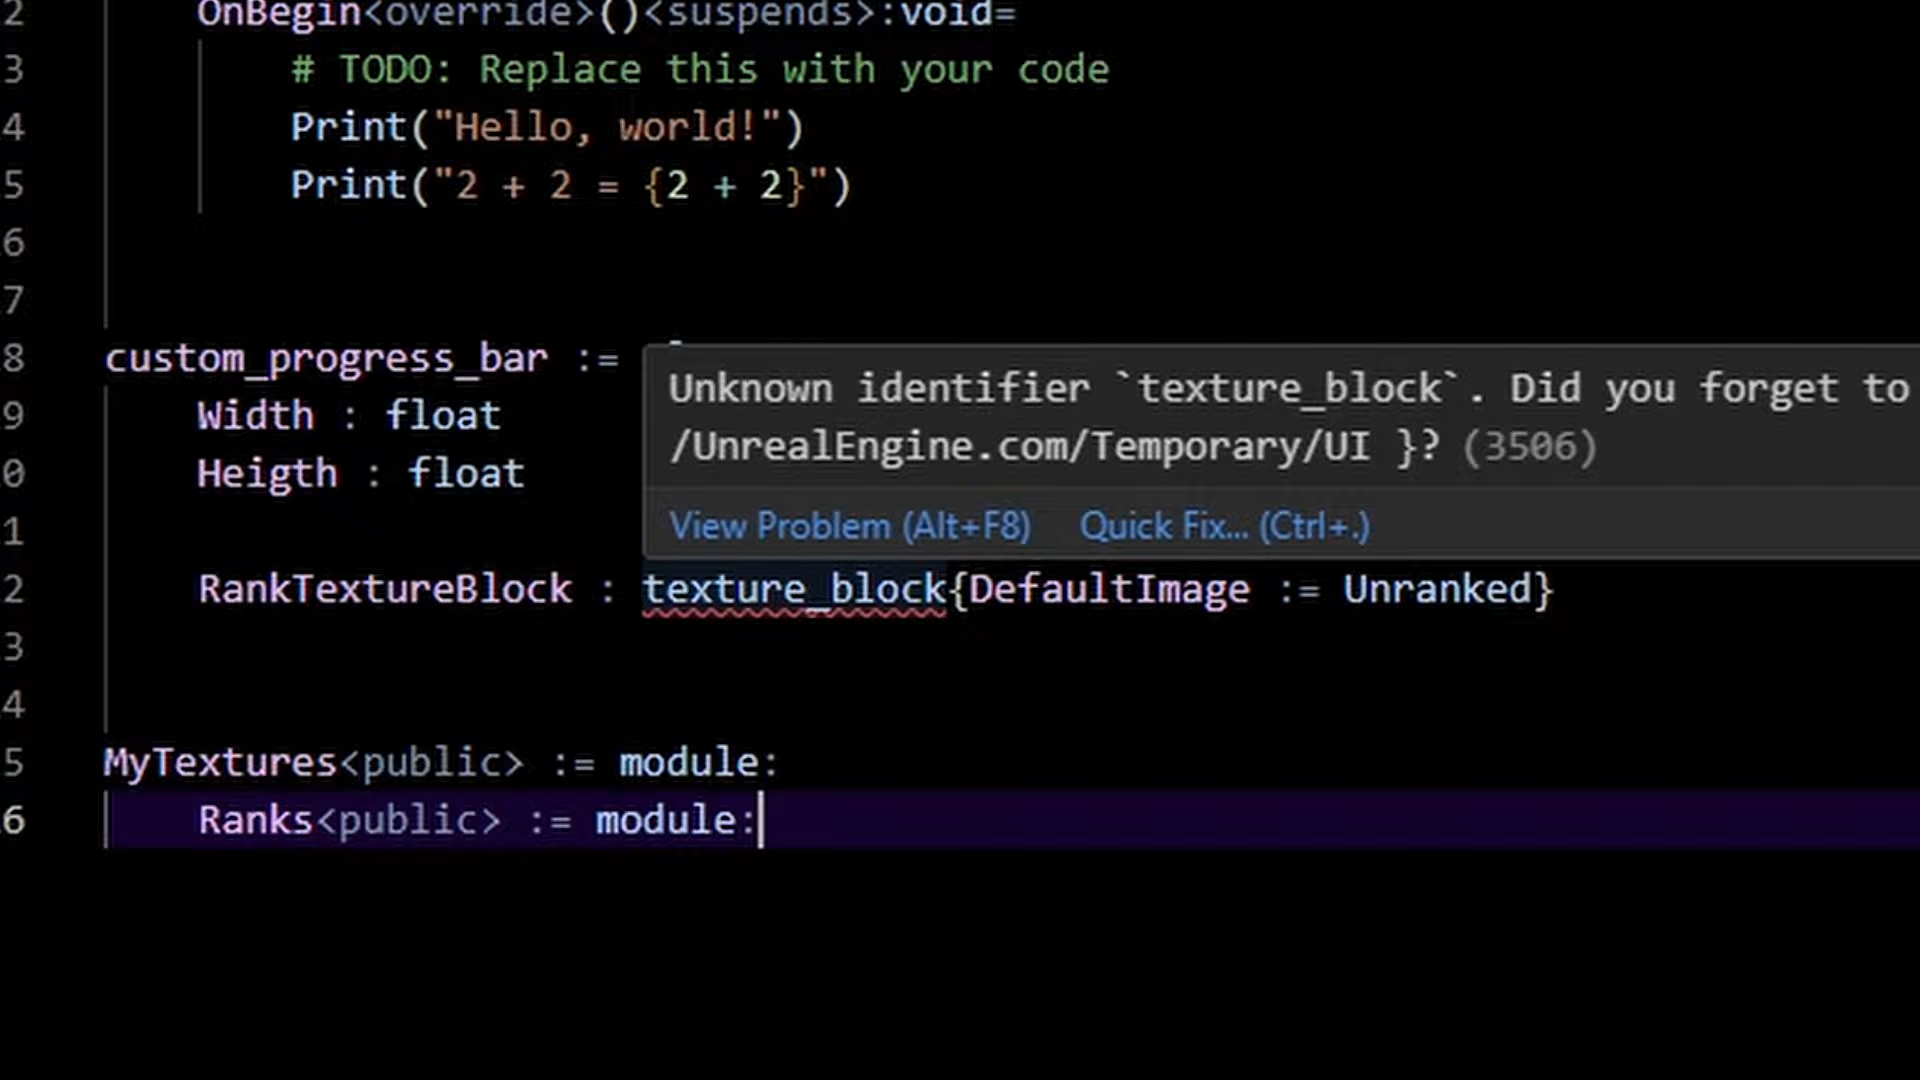 2 OnBegin<override>()<suspends>:void=
3 # TODO: Replace this with your code
4 Print("Hello, world!")
5 Print("2 + 2 = {2 + 2}")
6
7
8 custom_progress_bar :=
Unknown identifier `texture_block`. Did you forget to
9 Width : float
/UnrealEngine.com/Temporary/UI }? (3506)
0 Heigth : float
1
View Problem (Alt+F8) Quick Fix... (Ctrl+.)
2 RankTextureBlock : texture_block{DefaultImage := Unranked}
3
4
5 MyTextures<public> := module:
6 Ranks<public> := module: